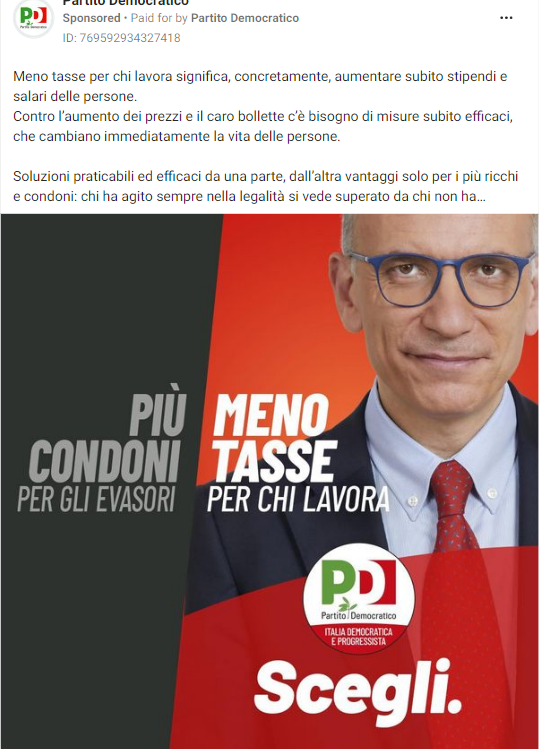 Partito Democratico
Sponsored • Paid for by Partito Democratico
ID: 769592934327418
Meno tasse per chi lavora significa, concretamente, aumentare subito stipendi e
salari delle persone.
Contro l'aumento dei prezzi e il caro bollette c'è bisogno di misure subito efficaci,
che cambiano immediatamente la vita delle persone.
Soluzioni praticabili ed efficaci da una parte, dall'altra vantaggi solo per i più ricchi
e condoni: chi ha agito sempre nella legalità si vede superato da chi non ha...
PIÙ
CONDONI
PER GLI EVASORI
MENO
TASSE
PER CHI LAVORA
PD
Partito Democratico
ITALIA DEMOCRATICA
E PROGRESSISTA
Scegli.